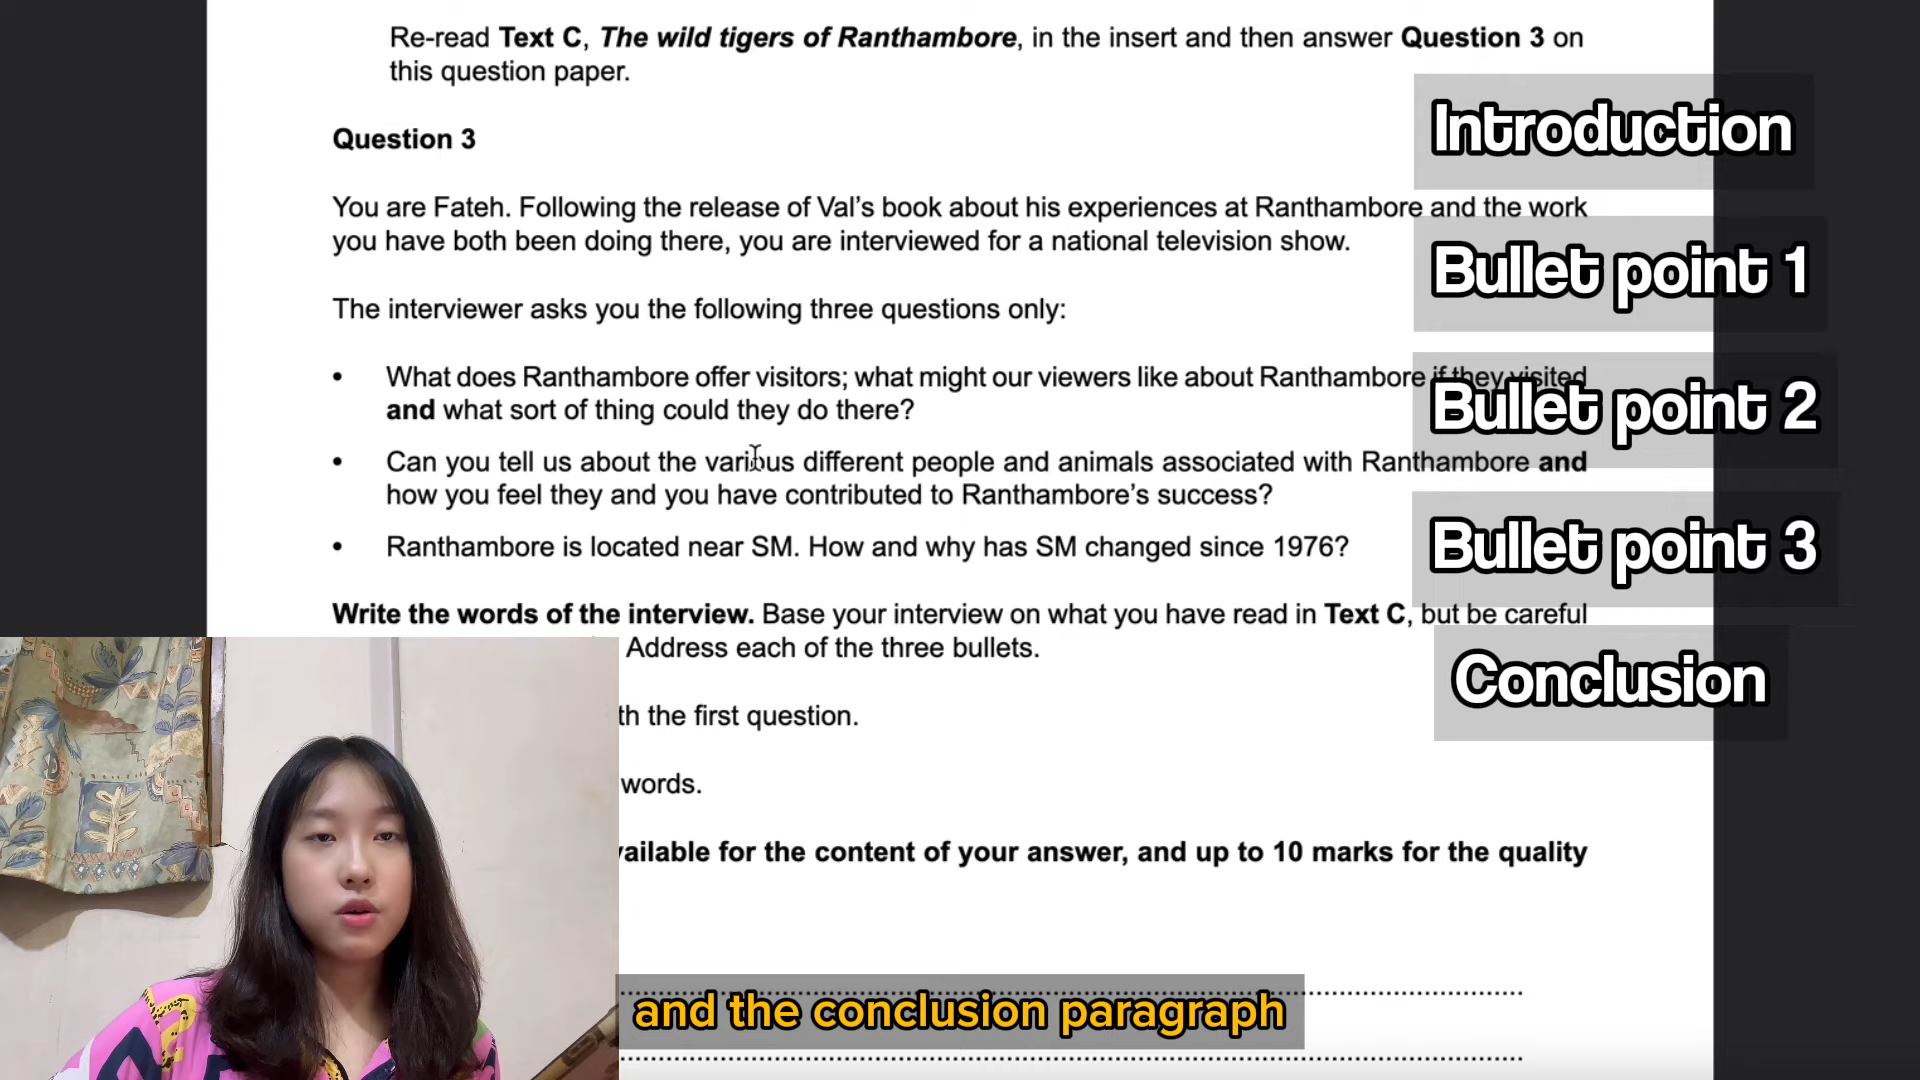 Re-read Text C, The wild tigers of Ranthambore, in the insert and then answer Question 3 on
this question paper.
Question 3
You are Fateh. Following the release of Val's book about his experiences at Ranthambore and the work
you have both been doing there, you are interviewed for a national television show.
The interviewer asks you the following three questions only:
• What does Ranthambore offer visitors; what might our viewers like about Ranthambore if they visited
and what sort of thing could they do there?
• Can you tell us about the various different people and animals associated with Ranthambore and
how you feel they and you have contributed to Ranthambore's success?
• Ranthambore is located near SM. How and why has SM changed since 1976?
Write the words of the interview. Base your interview on what you have read in Text C, but be careful
Address each of the three bullets.
the first question.
words.
for the content of your answer, and up to 10 marks for the quality
Introduction
Bullet point 1
Bullet point 2
Bullet point 3
Conclusion
and the conclusion paragraph